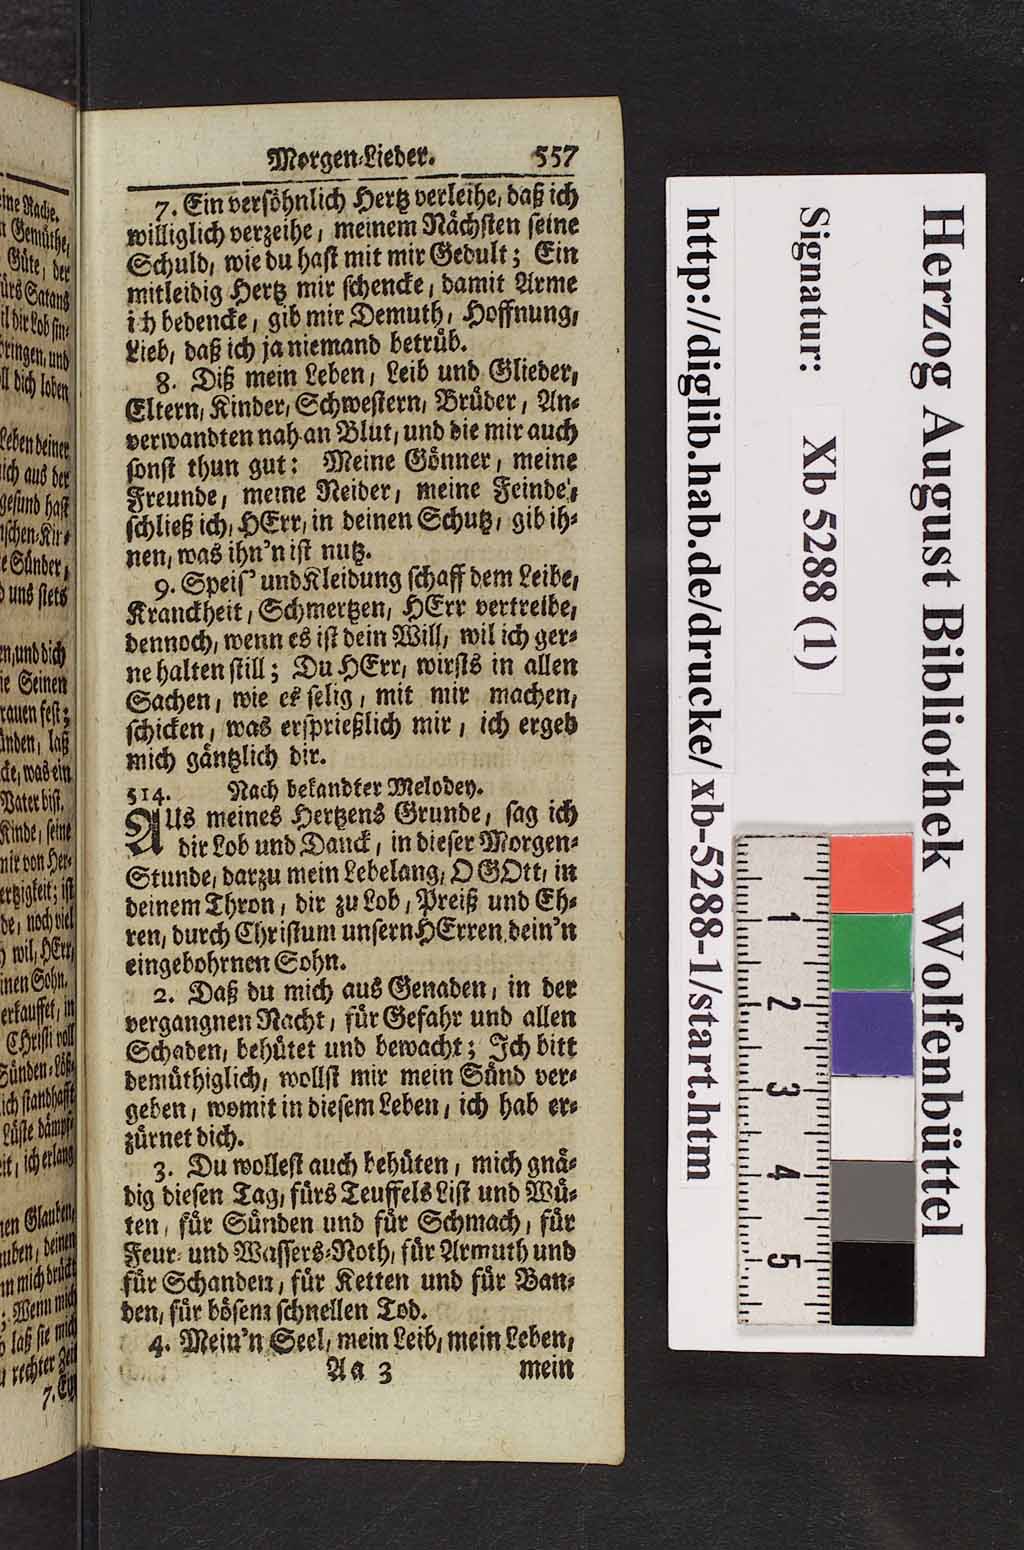 Morgen-Lieder. 557
7. Ein versöhnlich Hertz verleihe, daß ich
williglich verzeihe, meinem Nächsten seine
Schuld, wie du hast mit mir Gedult; Ein
mitleidig Hertz mir schencke, damit Arme
ich bedencke, gib mir Demuth, Hoffnung,
Lieb, daß ich ja niemand betrüb.
8. Diß mein Leben, Leib und Glieder,
Eltern, Kinder, Schwestern, Brüder, An-
verwandten nah an Blut, und die mir auch
sonst thun gut: Meine Gönner, meine
Freunde, meine Neider, meine Feinde,
schließ ich, HErr, in deinen Schutz, gib ih-
nen, was ihn'n ist nutz.
9. Speis' und Kleidung schaff dem Leibe,
Kranckheit, Schmertzen, HErr vertreibe,
dennoch, wenn es ist dein Will, wil ich ger-
ne halten still; Du HErr, wirsts in allen
Sachen, wie es selig, mit mir machen,
schicken, was ersprießlich mir, ich ergeb
mich gäntzlich dir.
514. Nach bekandter Melodey.
AUs meines Hertzens Grunde, sag ich
dir Lob und Danck, in dieser Morgen-
Stunde, darzu mein Lebelang, O GOtt, in
deinem Thron, dir zu Lob, Preiß und Eh-
ren, durch Christum unsern HErren dein'n
eingebohrnen Sohn.
2. Daß du mich aus Genaden, in der
vergangnen Nacht, für Gefahr und allen
Schaden, behütet und bewacht; Ich bitt
demüthiglich, wollst mir mein Sünd ver-
geben, womit in diesem Leben, ich hab er-
zürnet dich.
3. Du wollest auch behüten, mich gnä-
dig diesen Tag, fürs Teuffels List und Wü-
ten, für Sünden und für Schmach, für
Feur- und Wassers-Noth, für Armuth und
für Schanden, für Ketten und für Ban-
den, für bösem schnellen Tod.
4. Mein'n Seel, mein Leib, mein Leben,
Aa 3 mein
Herzog August Bibliothek Wolfenbüttel
Signatur: Xb 5288 (1)
http://diglib.hab.de/drucke/ xb-5288-1/start.htm
1
2
3
4
5